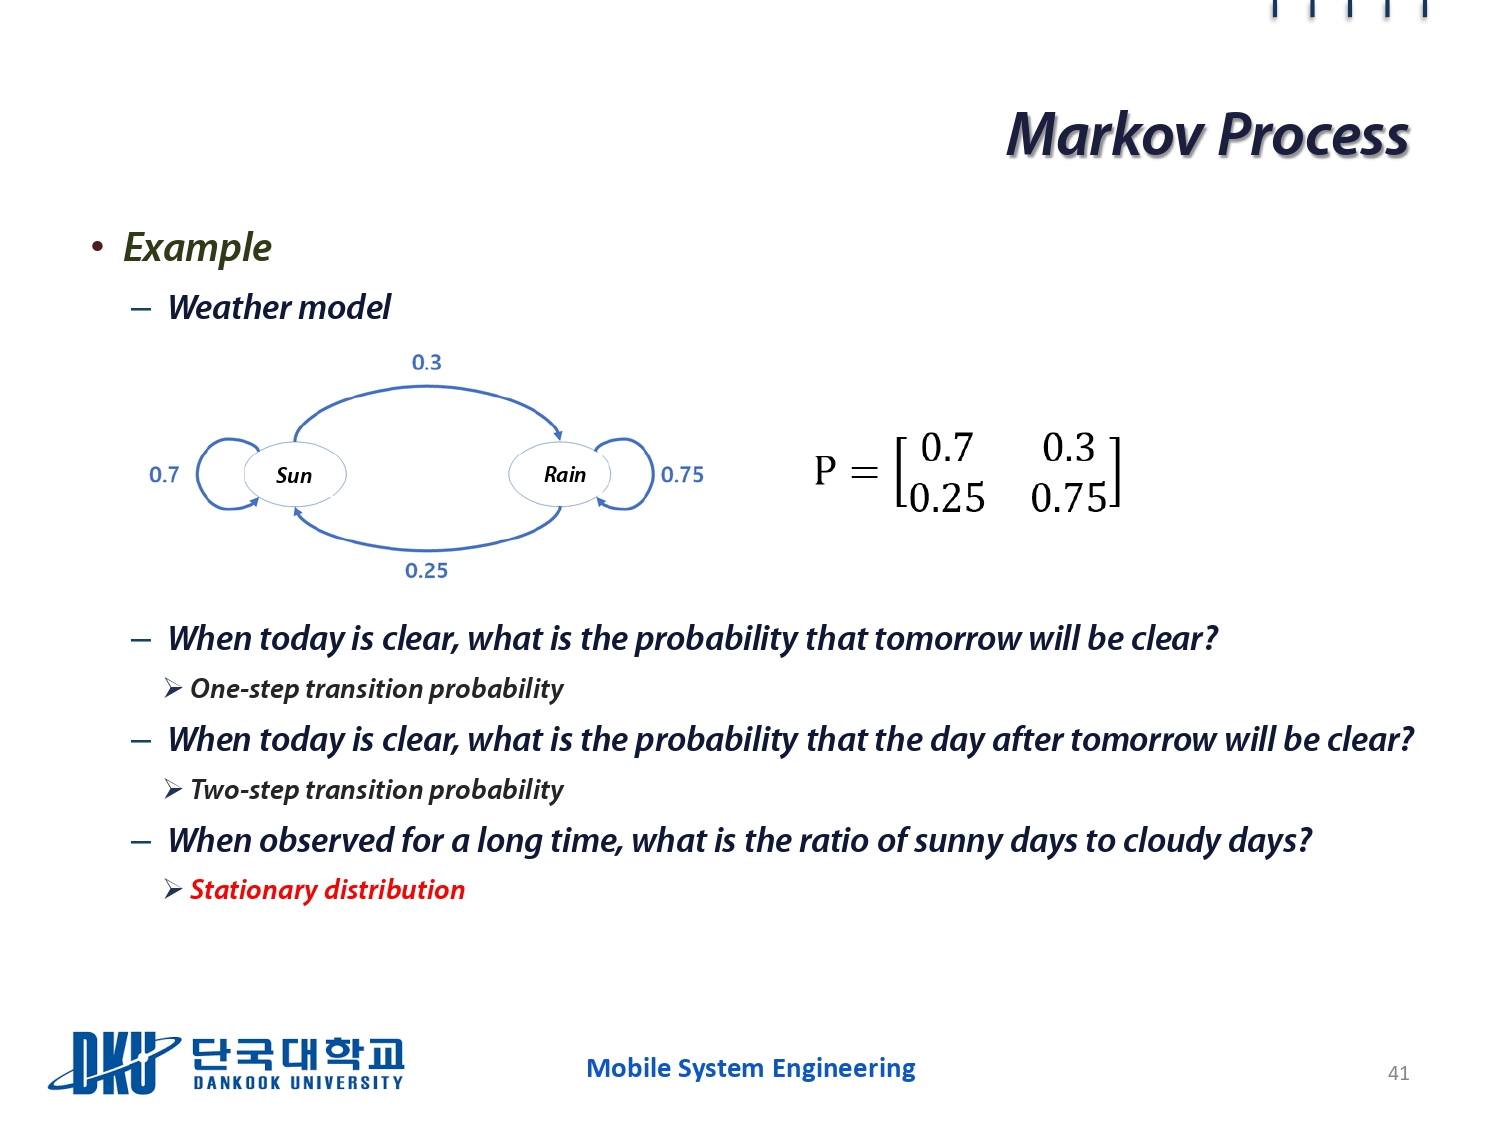 Markov Process
• Example
– Weather model
0.3
0.7
Sun
Rain
0.75
0.25
P = [0.7 0.3
0.25 0.75]
– When today is clear, what is the probability that tomorrow will be clear?
➢ One-step transition probability
– When today is clear, what is the probability that the day after tomorrow will be clear?
➢ Two-step transition probability
– When observed for a long time, what is the ratio of sunny days to cloudy days?
➢ Stationary distribution
DKU 단국대학교
DANKOOK UNIVERSITY
Mobile System Engineering
41